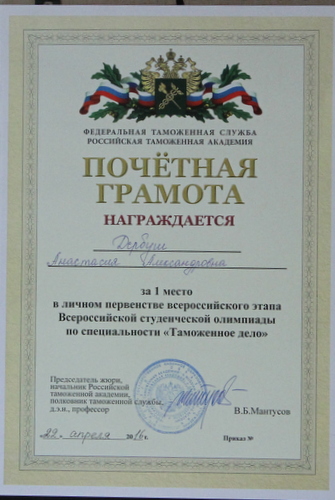 ФЕДЕРАЛЬНАЯ ТАМОЖЕННАЯ СЛУЖБА
РОССИЙСКАЯ ТАМОЖЕННАЯ АКАДЕМИЯ
ПОЧЁТНАЯ
ГРАМОТА
НАГРАЖДАЕТСЯ
Дербуш
Анастасия Александровна
за 1 место
в личном первенстве всероссийского этапа
Всероссийской студенческой олимпиады
по специальности «Таможенное дело»
Председатель жюри,
начальник Российской
таможенной академии,
полковник таможенной службы,
д.э.н., профессор
В.Б.Мантусов
22 апреля 2016г.
Приказ №